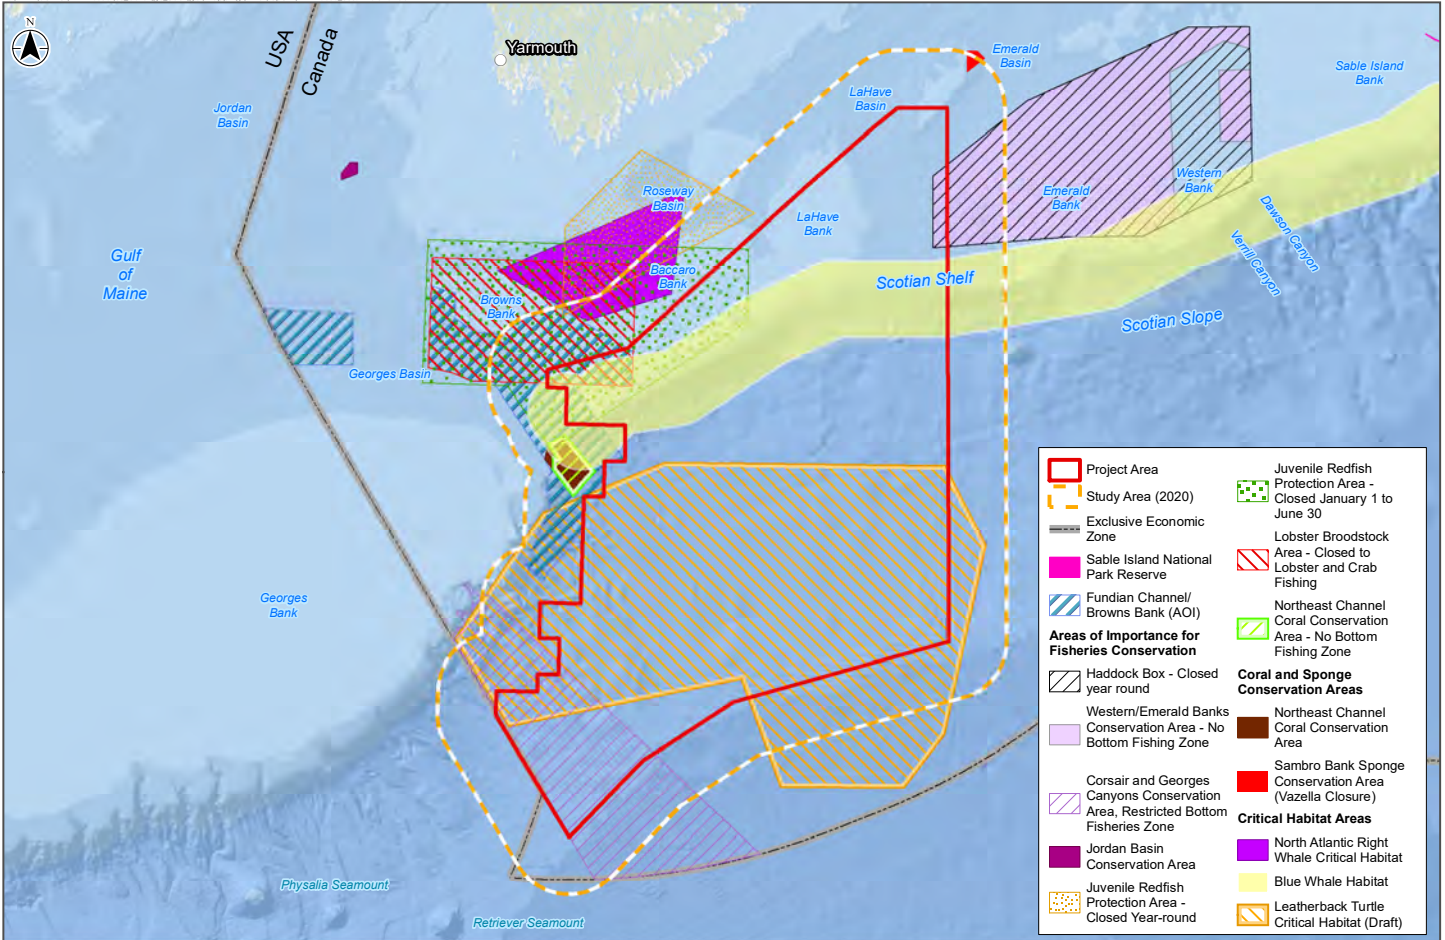 N
USA
Canada
Yarmouth
Emerald
Basin
Sable Island
Bank
LaHave
Basin
Jordan
Basin
Roseway
Basin
Western
Bank
Emerald
Bank
LaHave
Bank
Dawson Canyon
Verrill Canyon
Gulf
of
Maine
Baccaro
Bank
Scotian Shelf
Browns
Bank
Scotian Slope
Georges Basin
Georges
Bank
Physalia Seamount
Retriever Seamount
Project Area
Study Area (2020)
Exclusive Economic
Zone
Sable Island National
Park Reserve
Fundian Channel/
Browns Bank (AOI)
Areas of Importance for
Fisheries Conservation
Haddock Box - Closed
year round
Western/Emerald Banks
Conservation Area - No
Bottom Fishing Zone
Corsair and Georges
Canyons Conservation
Area, Restricted Bottom
Fisheries Zone
Jordan Basin
Conservation Area
Juvenile Redfish
Protection Area -
Closed Year-round
Juvenile Redfish
Protection Area -
Closed January 1 to
June 30
Lobster Broodstock
Area - Closed to
Lobster and Crab
Fishing
Northeast Channel
Coral Conservation
Area - No Bottom
Fishing Zone
Coral and Sponge
Conservation Areas
Northeast Channel
Coral Conservation
Area
Sambro Bank Sponge
Conservation Area
(Vazella Closure)
Critical Habitat Areas
North Atlantic Right
Whale Critical Habitat
Blue Whale Habitat
Leatherback Turtle
Critical Habitat (Draft)